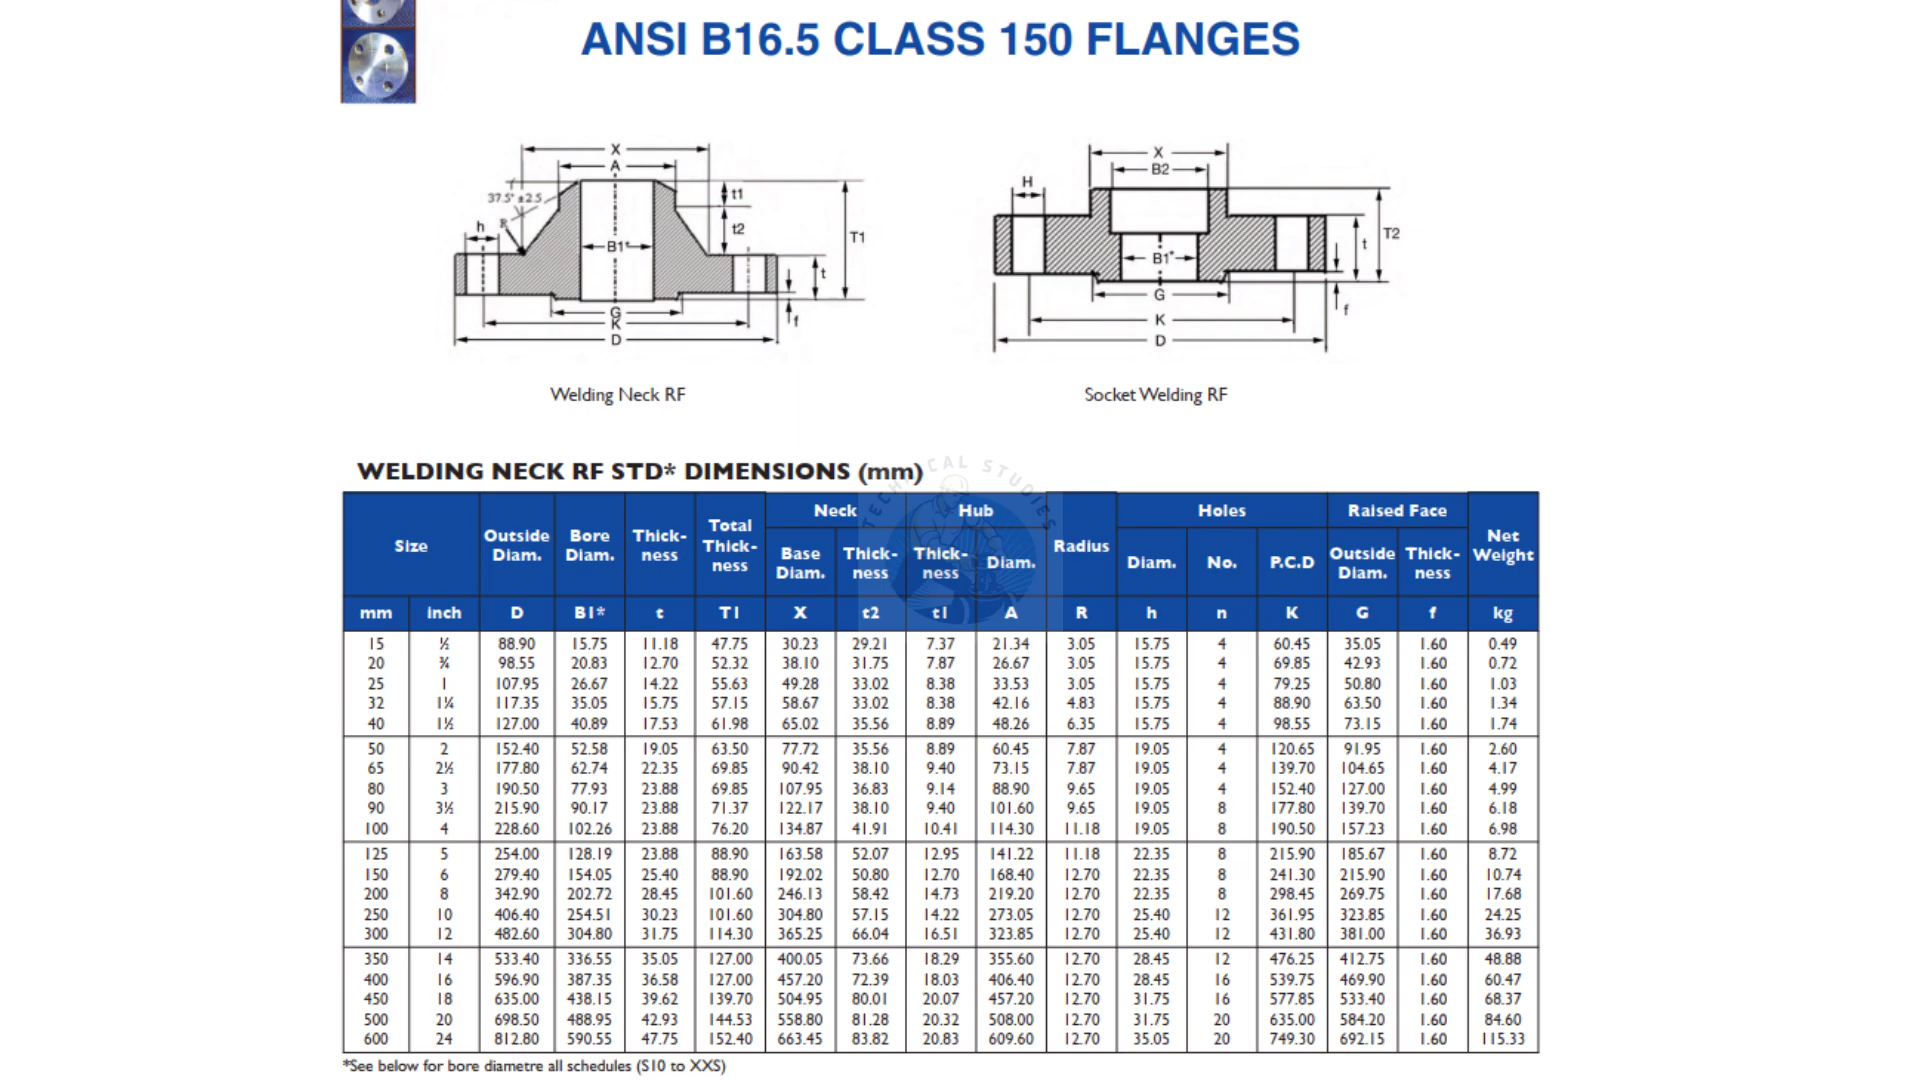 ANSI B16.5 CLASS 150 FLANGES
X
A
37.5° ±2.5
R
h
t1
t2
B1*
T1
t
G
K
f
D
Welding Neck RF
X
B2
H
T2
t
B1*
G
f
K
D
Socket Welding RF
TECHNICAL STUDIES
WELDING NECK RF STD* DIMENSIONS (mm)
Size Outside Diam. Bore Diam. Thick-ness Total Thick-ness Neck Hub Radius Holes Raised Face Net Weight
Base Diam. Thick-ness Thick-ness Diam. Diam. No. P.C.D Outside Diam. Thick-ness
mm inch D B1* t T1 X t2 t1 A R h n K G f kg
15 ½ 88.90 15.75 11.18 47.75 30.23 29.21 7.37 21.34 3.05 15.75 4 60.45 35.05 1.60 0.49
20 ¾ 98.55 20.83 12.70 52.32 38.10 31.75 7.87 26.67 3.05 15.75 4 69.85 42.93 1.60 0.72
25 1 107.95 26.67 14.22 55.63 49.28 33.02 8.38 33.53 3.05 15.75 4 79.25 50.80 1.60 1.03
32 1¼ 117.35 35.05 15.75 57.15 58.67 33.02 8.38 42.16 4.83 15.75 4 88.90 63.50 1.60 1.34
40 1½ 127.00 40.89 17.53 61.98 65.02 35.56 8.89 48.26 6.35 15.75 4 98.55 73.15 1.60 1.74
50 2 152.40 52.58 19.05 63.50 77.72 35.56 8.89 60.45 7.87 19.05 4 120.65 91.95 1.60 2.60
65 2½ 177.80 62.74 22.35 69.85 90.42 38.10 9.40 73.15 7.87 19.05 4 139.70 104.65 1.60 4.17
80 3 190.50 77.93 23.88 69.85 107.95 36.83 9.14 88.90 9.65 19.05 4 152.40 127.00 1.60 4.99
90 3½ 215.90 90.17 23.88 71.37 122.17 38.10 9.40 101.60 9.65 19.05 8 177.80 139.70 1.60 6.18
100 4 228.60 102.26 23.88 76.20 134.87 41.91 10.41 114.30 11.18 19.05 8 190.50 157.23 1.60 6.98
125 5 254.00 128.19 23.88 88.90 163.58 52.07 12.95 141.22 11.18 22.35 8 215.90 185.67 1.60 8.72
150 6 279.40 154.05 25.40 88.90 192.02 50.80 12.70 168.40 12.70 22.35 8 241.30 215.90 1.60 10.74
200 8 342.90 202.72 28.45 101.60 246.13 58.42 14.73 219.20 12.70 22.35 8 298.45 269.75 1.60 17.68
250 10 406.40 254.51 30.23 101.60 304.80 57.15 14.22 273.05 12.70 25.40 12 361.95 323.85 1.60 24.25
300 12 482.60 304.80 31.75 114.30 365.25 66.04 16.51 323.85 12.70 25.40 12 431.80 381.00 1.60 36.93
350 14 533.40 336.55 35.05 127.00 400.05 73.66 18.29 355.60 12.70 28.45 12 476.25 412.75 1.60 48.88
400 16 596.90 387.35 36.58 127.00 457.20 72.39 18.03 406.40 12.70 28.45 16 539.75 469.90 1.60 60.47
450 18 635.00 438.15 39.62 139.70 504.95 80.01 20.07 457.20 12.70 31.75 16 577.85 533.40 1.60 68.37
500 20 698.50 488.95 42.93 144.53 558.80 81.28 20.32 508.00 12.70 31.75 20 635.00 584.20 1.60 84.60
600 24 812.80 590.55 47.75 152.40 663.45 83.82 20.83 609.60 12.70 35.05 20 749.30 692.15 1.60 115.33
*See below for bore diametre all schedules (S10 to XXS)